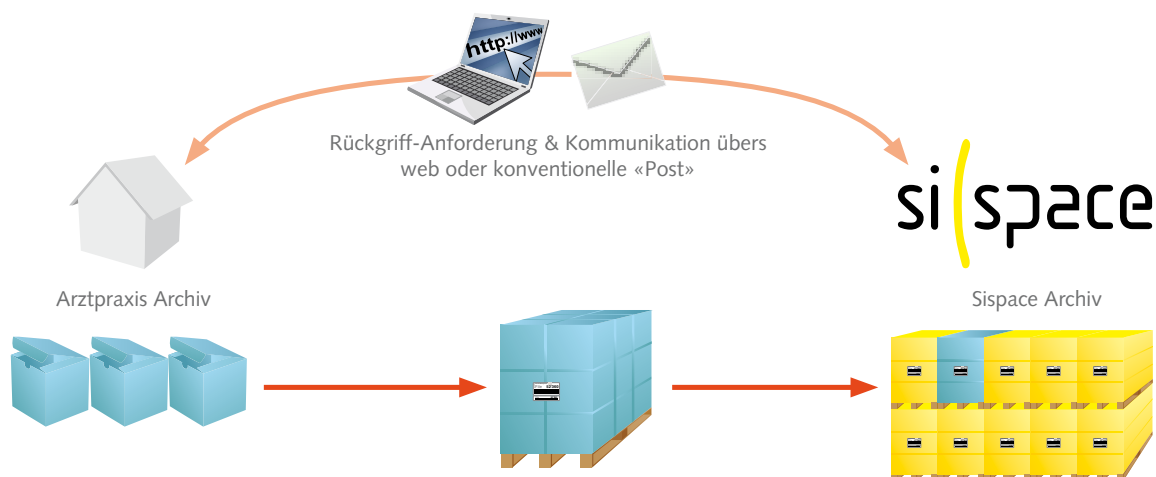 http://www
Rückgriff-Anforderung & Kommunikation übers
web oder konventionelle «Post»
si(space
Arztpraxis Archiv
Sispace Archiv